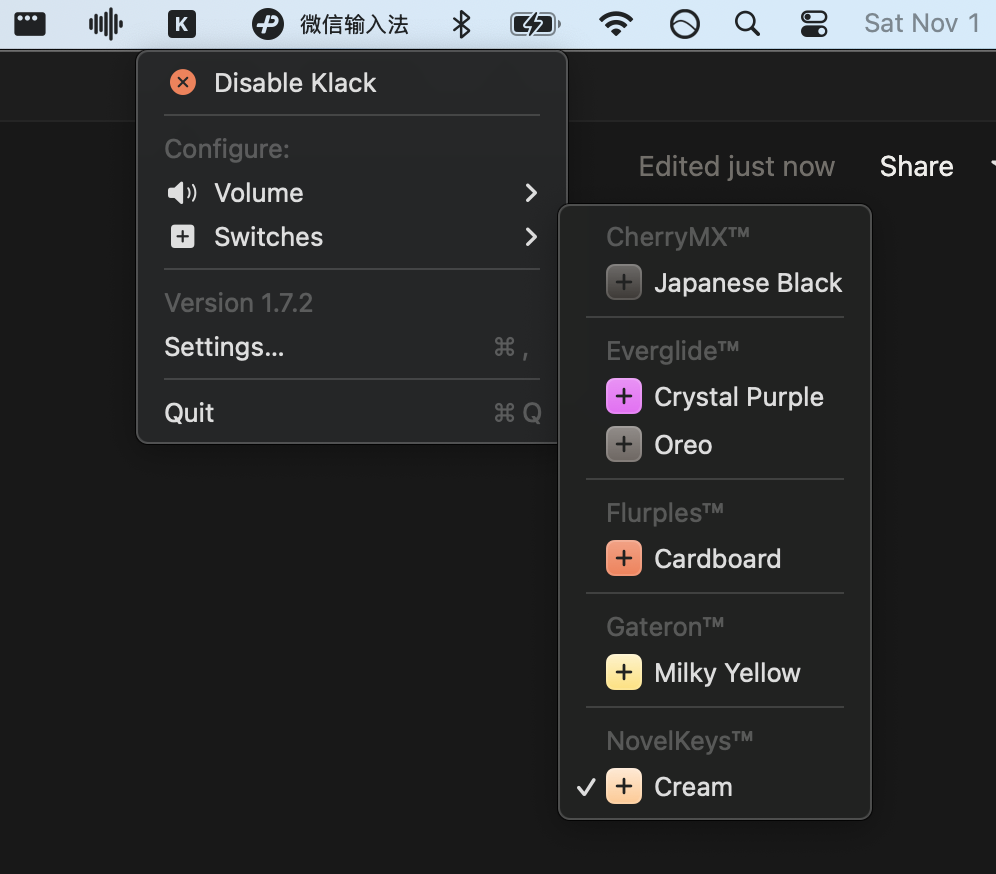 K
微信输入法
Sat Nov 1
Disable Klack
Configure:
Volume
Switches
Version 1.7.2
Settings... ⌘ ,
Quit ⌘ Q
Edited just now
Share
CherryMX™
Japanese Black
Everglide™
Crystal Purple
Oreo
Flurples™
Cardboard
Gateron™
Milky Yellow
NovelKeys™
Cream